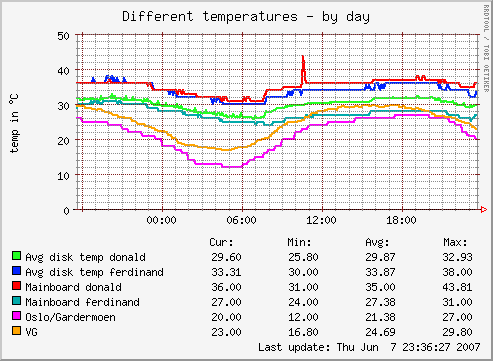 Different temperatures - by day
RRDTOOL / TOBI OETIKER
temp in °C
50
40
30
20
10
0
00:00 06:00 12:00 18:00
Cur: Min: Avg: Max:
Avg disk temp donald 29.60 25.80 29.87 32.93
Avg disk temp ferdinand 33.31 30.00 33.87 38.00
Mainboard donald 36.00 31.00 35.00 43.81
Mainboard ferdinand 27.00 24.00 27.38 31.00
Oslo/Gardermoen 20.00 12.00 21.38 27.00
VG 23.00 16.80 24.69 29.80
Last update: Thu Jun 7 23:36:27 2007